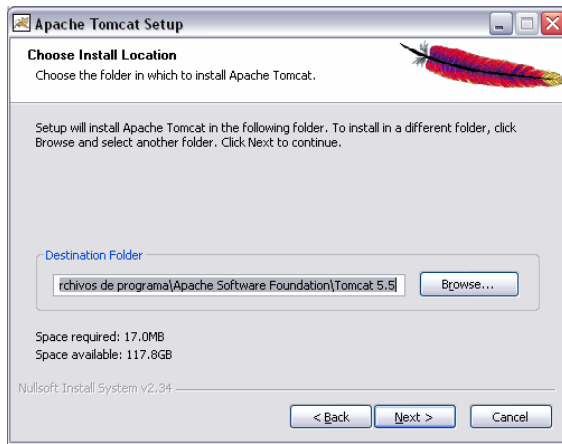 Apache Tomcat Setup
Choose Install Location
Choose the folder in which to install Apache Tomcat.
Setup will install Apache Tomcat in the following folder. To install in a different folder, click
Browse and select another folder. Click Next to continue.
Destination Folder
rchivos de programa\Apache Software Foundation\Tomcat 5.5
Browse...
Space required: 17.0MB
Space available: 117.8GB
Nullsoft Install System v2.34
< Back
Next >
Cancel